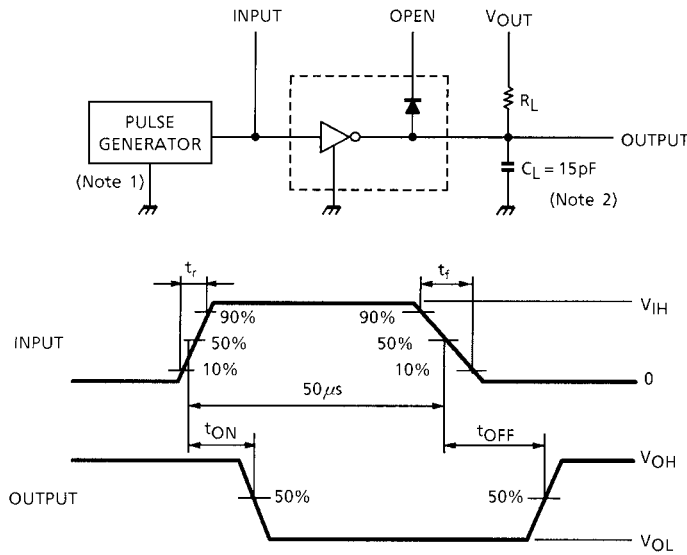 INPUT
OPEN
VOUT
RL
PULSE
GENERATOR
OUTPUT
(Note 1)
CL = 15pF
(Note 2)
tr
tf
90%
90%
VIH
INPUT
50%
50%
10%
10%
0
50μs
tON
tOFF
VOH
OUTPUT
50%
50%
VOL